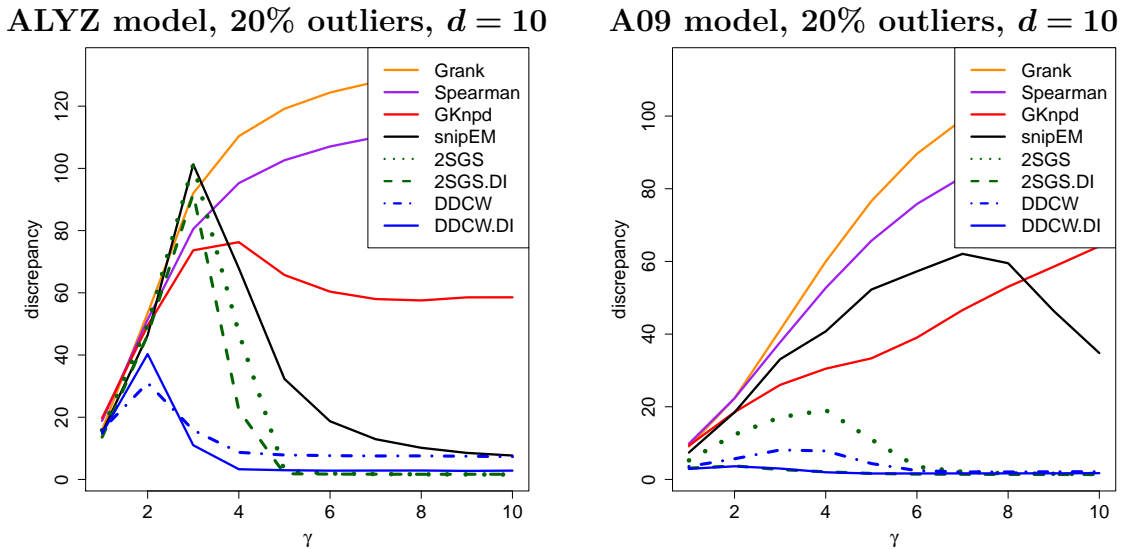 ALYZ model, 20% outliers, d = 10
discrepancy
0
20
40
60
80
100
120
2
4
6
8
10
γ
Grank
Spearman
GKnpd
snipEM
2SGS
2SGS.DI
DDCW
DDCW.DI
A09 model, 20% outliers, d = 10
discrepancy
0
20
40
60
80
100
2
4
6
8
10
γ
Grank
Spearman
GKnpd
snipEM
2SGS
2SGS.DI
DDCW
DDCW.DI